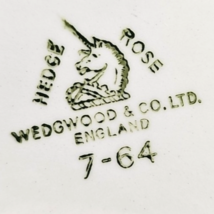 HEDGE ROSE
WEDGWOOD & CO. LTD.
ENGLAND
7-64